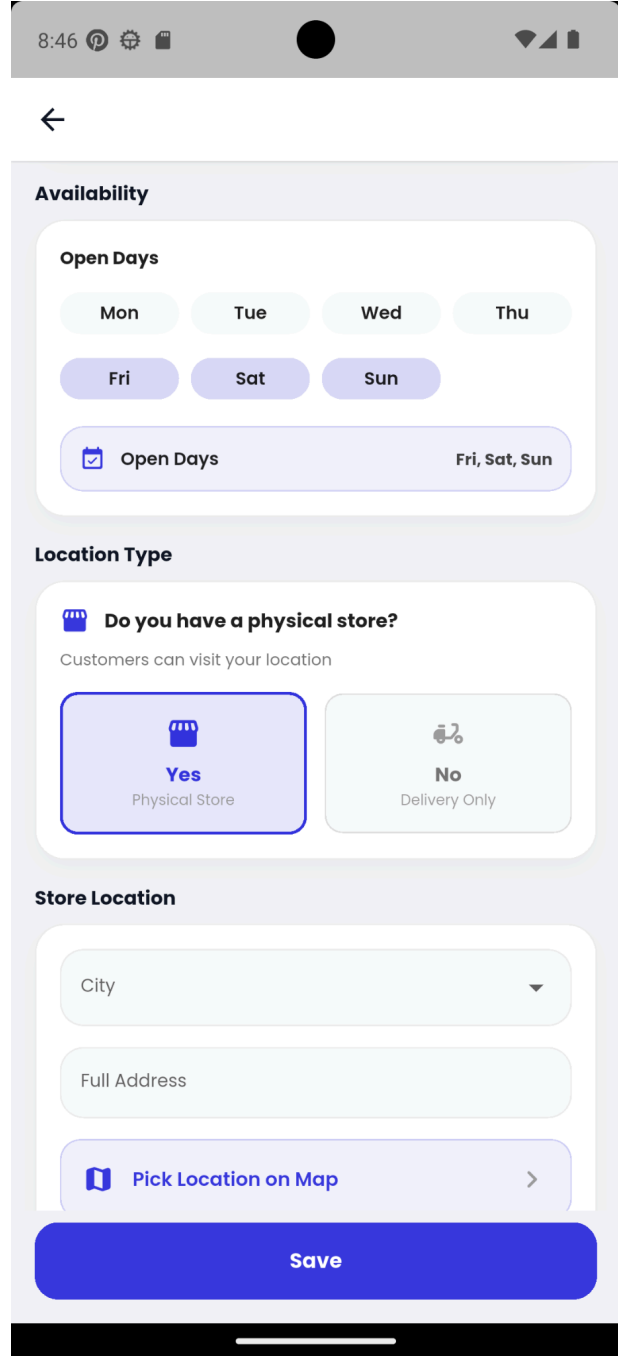 8:46
Availability
Open Days
Mon Tue Wed Thu
Fri Sat Sun
Open Days Fri, Sat, Sun
Location Type
Do you have a physical store?
Customers can visit your location
Yes No
Physical Store Delivery Only
Store Location
City
Full Address
Pick Location on Map
Save